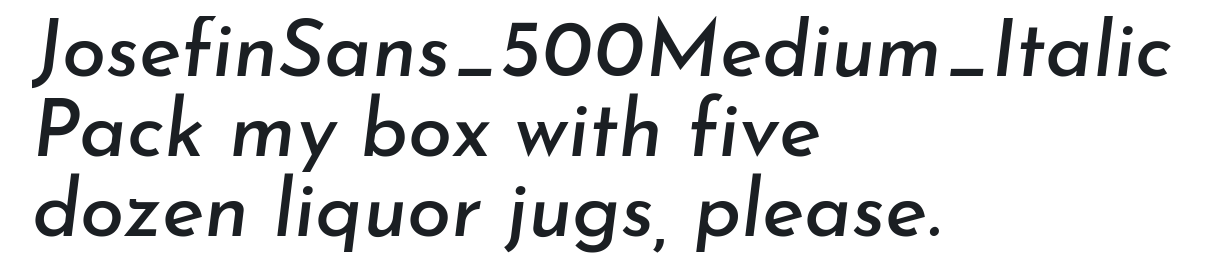 JosefinSans_500Medium_Italic
Pack my box with five
dozen liquor jugs, please.